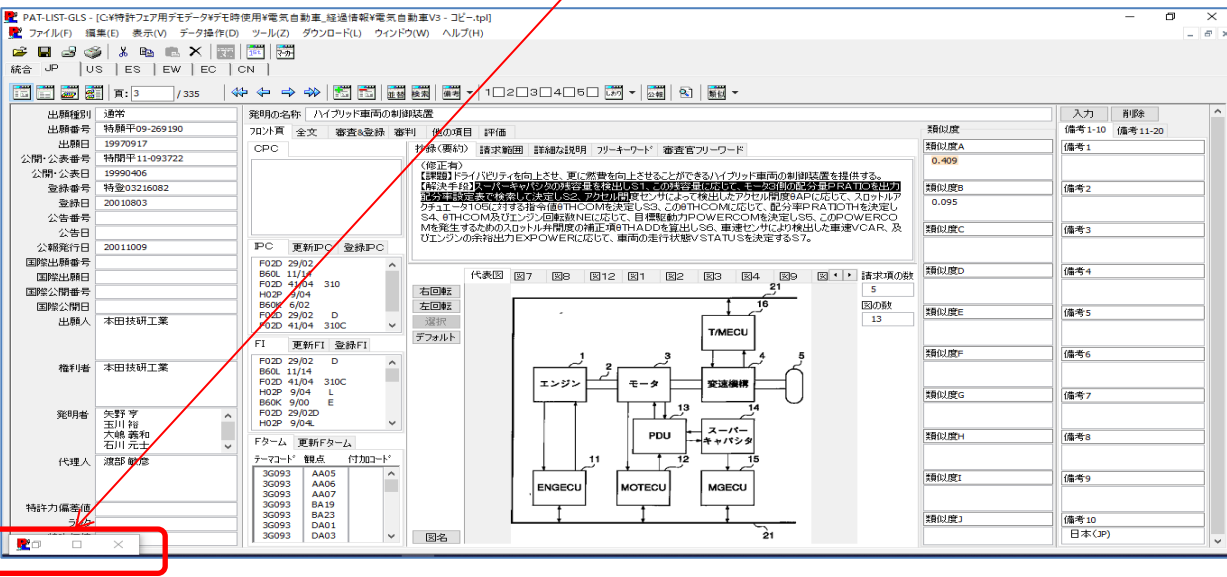 PAT-LIST-GLS - [C:¥特許フェア用デモデータ¥デモ時使用¥電気自動車_経過情報¥電気自動車V3 - コピー.tpl]
ファイル(F) 編集(E) 表示(V) データ操作(D) ツール(Z) ダウンロード(L) ウィンドウ(W) ヘルプ(H)
統合 JP US ES EW EC CN
頁: 3 / 335 並替 検索 備考 1□2□3□4□5□ 公報 類似
出願種別 通常
出願番号 特願平09-269190
出願日 19970917
公開・公表番号 特開平11-093722
公開・公表日 19990406
登録番号 特登03216082
登録日 20010803
公告番号
公告日
公報発行日 20011009
国際出願番号
国際出願日
国際公開番号
国際公開日
出願人 本田技研工業
権利者 本田技研工業
発明者 矢野 亨
玉川 裕
大嶋 義和
石川 元士
代理人 渡部 敏彦
特許力偏差値
発明の名称 ハイブリッド車両の制御装置
フロント頁 全文 審査&登録 審判 他の項目 評価
CPC
IPC 更新IPC 登録IPC
F02D 29/02
B60L 11/14
F02D 41/04 310
H02P 9/04
B60K 6/02
F02D 29/02 D
F02D 41/04 310C
FI 更新FI 登録FI
F02D 29/02 D
B60L 11/14
F02D 41/04 310C
H02P 9/04 L
B60K 9/00 E
F02D 29/02D
H02P 9/04L
Fターム 更新Fターム
テーマコード 観点 付加コード
3G093 AA05
3G093 AA06
3G093 AA07
3G093 BA19
3G093 BA23
3G093 DA01
3G093 DA03
抄録(要約) 請求範囲 詳細な説明 フリーキーワード 審査官フリーワード
(修正有)
【課題】ドライバビリティを向上させ、更に燃費を向上させることができるハイブリッド車両の制御装置を提供する。
【解決手段】スーパーキャパシタの残容量を検出しS1、この残容量に応じて、モータ3側の配分量PRATIOを出力
配分率設定表で検索して決定しS2、アクセル開度センサによって検出したアクセル開度θAPに応じて、スロットルア
クチュエータ105に対する指令値θTHCOMを決定しS3、このθTHCOMに応じて、配分率PRATIOTHを決定し
S4、θTHCOM及びエンジン回転数NEに応じて、目標駆動力POWERCOMを決定しS5、このPOWERCO
Mを発生するためのスロットル弁開度の補正項θTHADDを算出しS6、車速センサにより検出した車速VCAR、及
びエンジンの余裕出力EXPOWERに応じて、車両の走行状態VSTATUSを決定するS7。
代表図 図7 図8 図12 図1 図2 図3 図4 図9 図
右回転
左回転
選択
デフォルト
図名
請求項の数
5
図の数
13
21
16
T/MECU
1 2 3 4 5
エンジン モータ 変速機構
13 14
PDU スーパーキャパシタ
11 12 15
ENGECU MOTECU MGECU
21
類似度
類似度A
0.409
類似度B
0.095
類似度C
類似度D
類似度E
類似度F
類似度G
類似度H
類似度I
類似度J
入力 削除
備考1-10 備考11-20
備考1
備考2
備考3
備考4
備考5
備考6
備考7
備考8
備考9
備考10
日本(JP)